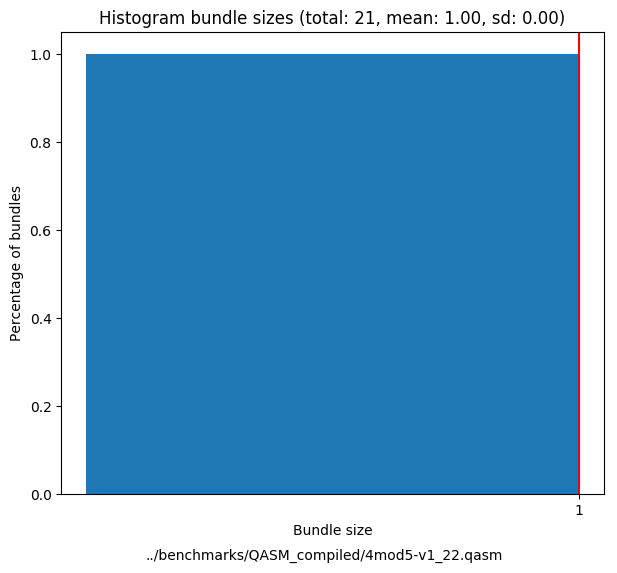 Histogram bundle sizes (total: 21, mean: 1.00, sd: 0.00)
1.0
0.8
0.6
0.4
0.2
0.0
Percentage of bundles
1
Bundle size
../benchmarks/QASM_compiled/4mod5-v1_22.qasm